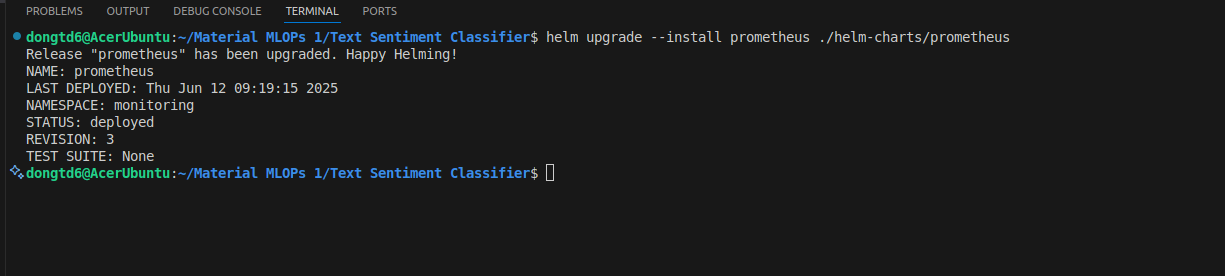 PROBLEMS OUTPUT DEBUG CONSOLE TERMINAL PORTS
dongtd6@AcerUbuntu:~/Material MLOPs 1/Text Sentiment Classifier$ helm upgrade --install prometheus ./helm-charts/prometheus
Release "prometheus" has been upgraded. Happy Helming!
NAME: prometheus
LAST DEPLOYED: Thu Jun 12 09:19:15 2025
NAMESPACE: monitoring
STATUS: deployed
REVISION: 3
TEST SUITE: None
dongtd6@AcerUbuntu:~/Material MLOPs 1/Text Sentiment Classifier$